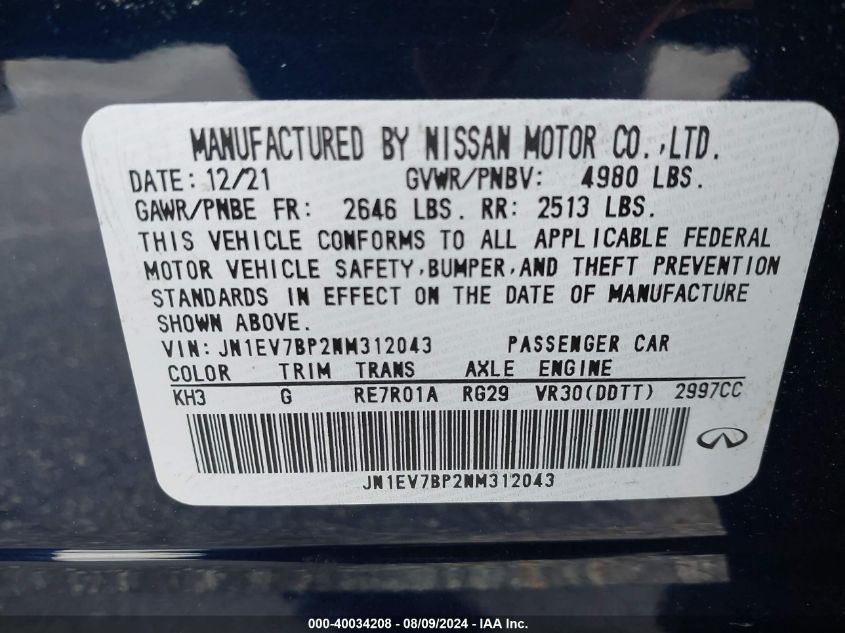 MANUFACTURED BY NISSAN MOTOR CO.,LTD.
DATE: 12/21 GVWR/PNBV: 4980 LBS.
GAWR/PNBE FR: 2646 LBS. RR: 2513 LBS.
THIS VEHICLE CONFORMS TO ALL APPLICABLE FEDERAL
MOTOR VEHICLE SAFETY,BUMPER,AND THEFT PREVENTION
STANDARDS IN EFFECT ON THE DATE OF MANUFACTURE
SHOWN ABOVE.
VIN: JN1EV7BP2NM312043 PASSENGER CAR
COLOR TRIM TRANS AXLE ENGINE
KH3 G RE7R01A RG29 VR30(DDTT) 2997CC
JN1EV7BP2NM312043
000-40034208 - 08/09/2024 - IAA Inc.